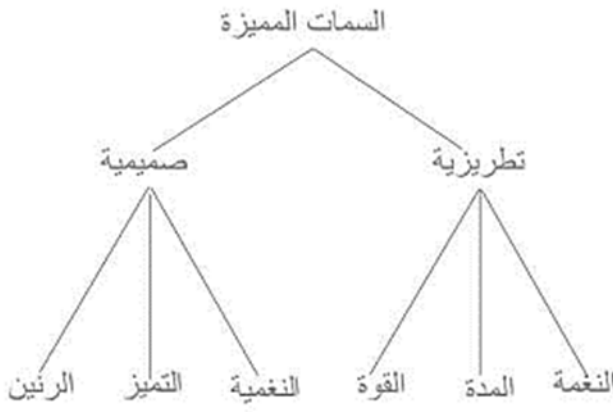 السمات المميزة
تطريزية صميمية
النغمة المدة القوة النغمية التميز الرنين